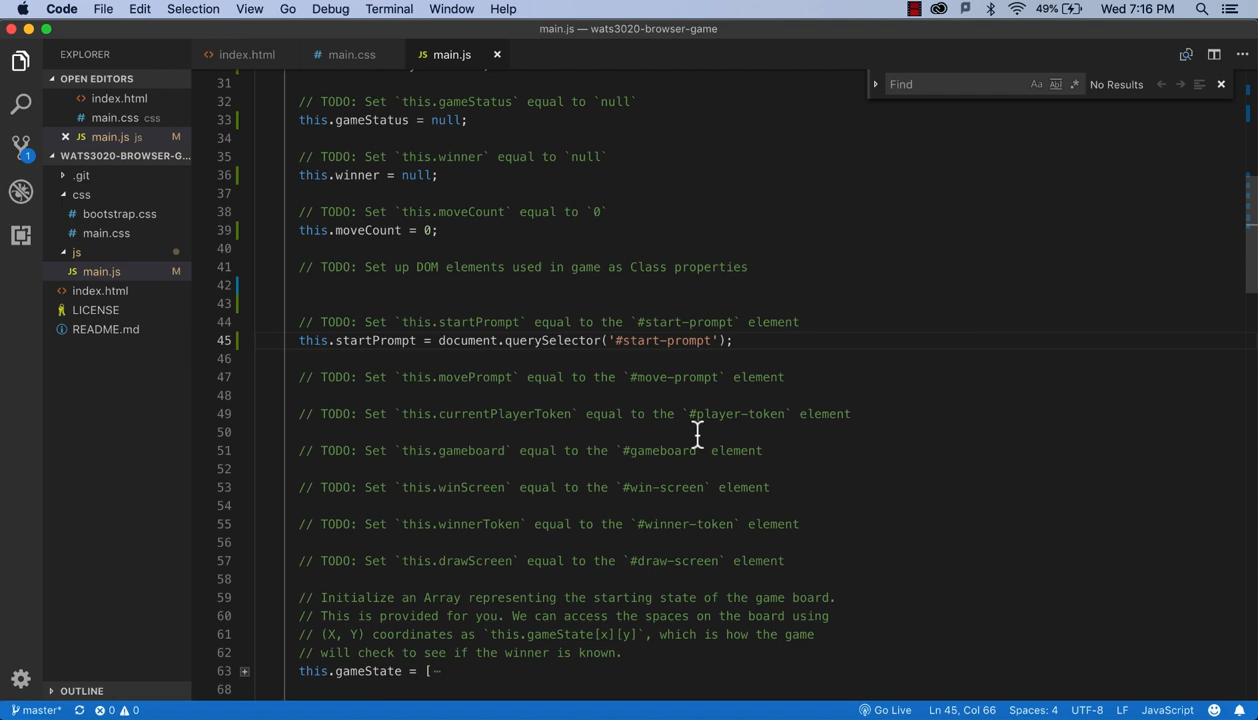 Code File Edit Selection View Go Debug Terminal Window Help 49% Wed 7:16 PM
main.js — wats3020-browser-game
EXPLORER
index.html
main.css
main.js
OPEN EDITORS
index.html
main.css css
main.js js M
WATS3020-BROWSER-G...
.git
css
bootstrap.css
main.css
js
main.js M
index.html
LICENSE
README.md
OUTLINE
Find
Aa
Abl
No Results
31
32 // TODO: Set `this.gameStatus` equal to `null`
33 this.gameStatus = null;
34
35 // TODO: Set `this.winner` equal to `null`
36 this.winner = null;
37
38 // TODO: Set `this.moveCount` equal to `0`
39 this.moveCount = 0;
40
41 // TODO: Set up DOM elements used in game as Class properties
42
43
44 // TODO: Set `this.startPrompt` equal to the `#start-prompt` element
45 this.startPrompt = document.querySelector('#start-prompt');
46
47 // TODO: Set `this.movePrompt` equal to the `#move-prompt` element
48
49 // TODO: Set `this.currentPlayerToken` equal to the `#player-token` element
50
51 // TODO: Set `this.gameboard` equal to the `#gameboard` element
52
53 // TODO: Set `this.winScreen` equal to the `#win-screen` element
54
55 // TODO: Set `this.winnerToken` equal to the `#winner-token` element
56
57 // TODO: Set `this.drawScreen` equal to the `#draw-screen` element
58
59 // Initialize an Array representing the starting state of the game board.
60 // This is provided for you. We can access the spaces on the board using
61 // (X, Y) coordinates as `this.gameState[x][y]`, which is how the game
62 // will check to see if the winner is known.
63 this.gameState = […
68
1
master* 0 0 Go Live Ln 45, Col 66 Spaces: 4 UTF-8 LF JavaScript